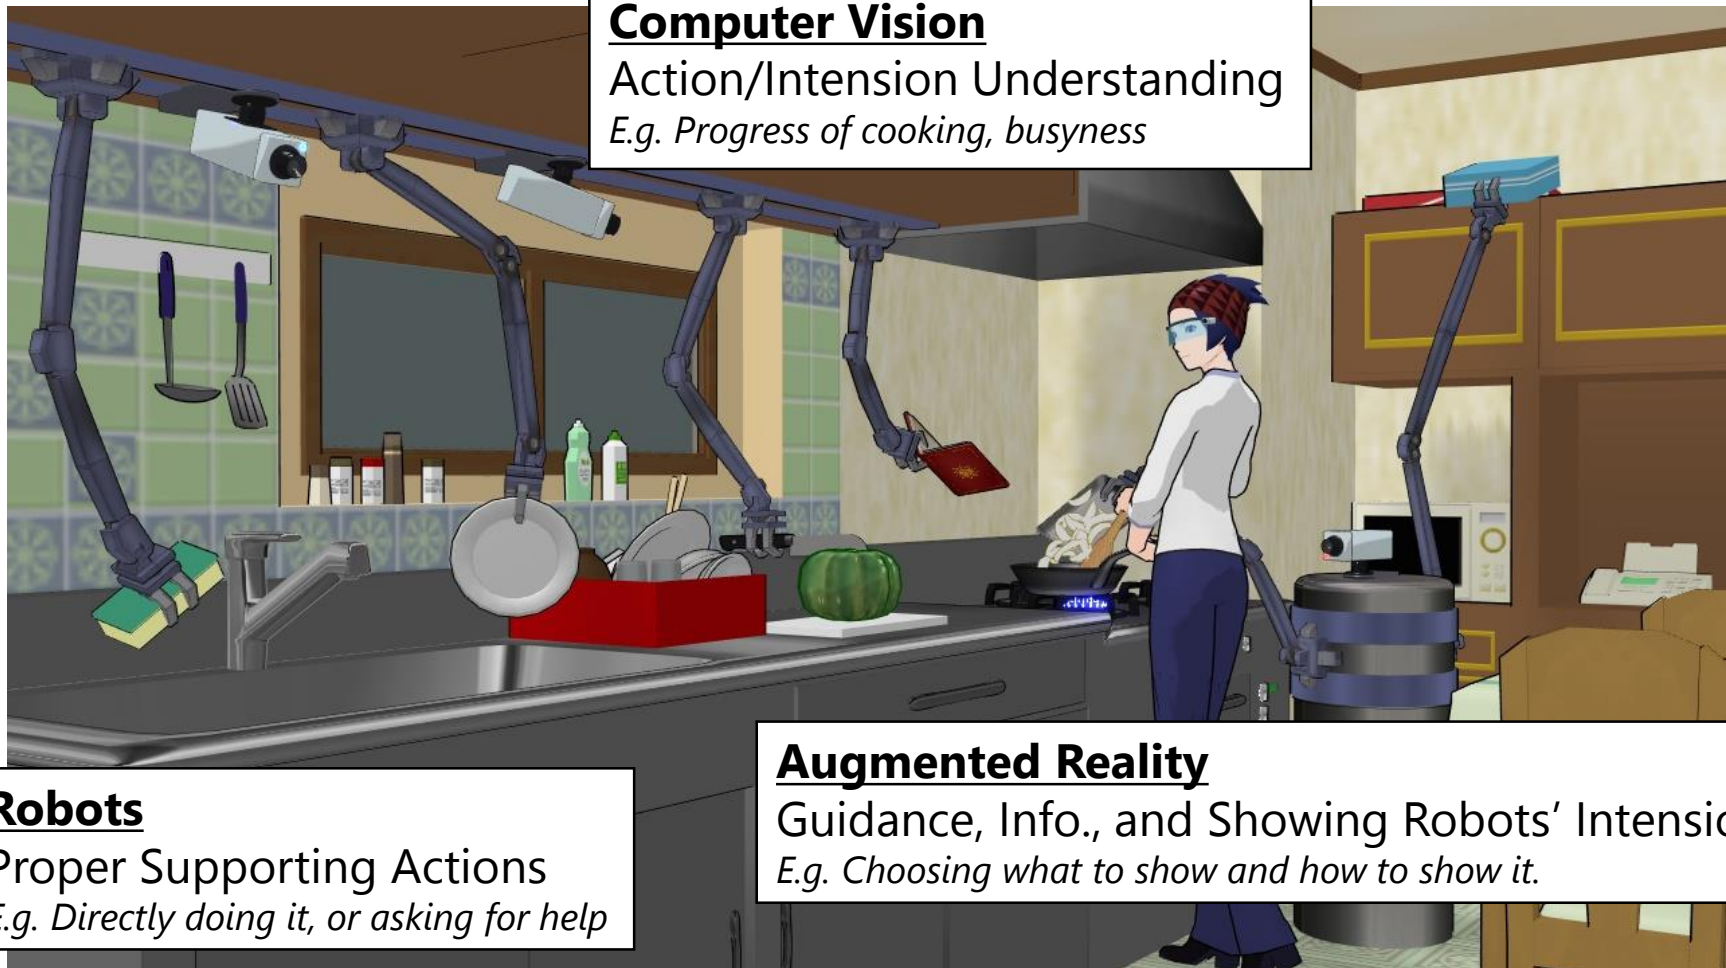 Computer Vision
Action/Intension Understanding
E.g. Progress of cooking, busyness
Robots
Proper Supporting Actions
E.g. Directly doing it, or asking for help
Augmented Reality
Guidance, Info., and Showing Robots’ Intensio
E.g. Choosing what to show and how to show it.